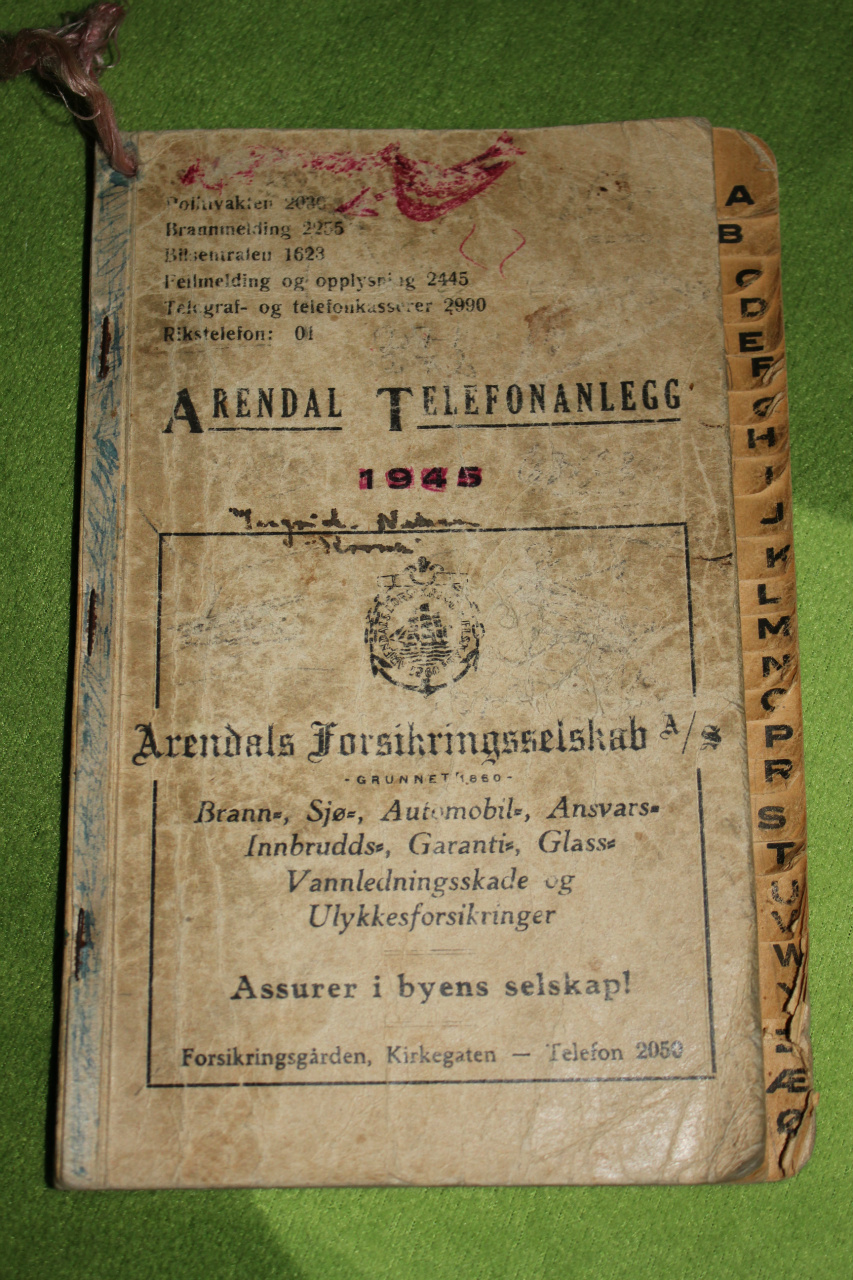 Politivakten
Brannmelding 2255
Bilsentralen 1623
Feilmelding og opplysning 2445
Telegraf- og telefonkasserer 2990
Rikstelefon: 01
ARENDAL TELEFONANLEGG
1945
Ingrid
Arendals Forsikringsselskab A/S
- GRUNNET 1860 -
Brann-, Sjø-, Automobil-, Ansvars-
Innbrudds-, Garanti-, Glass-
Vannledningsskade og
Ulykkesforsikringer
Assurer i byens selskap!
Forsikringsgården, Kirkegaten — Telefon 2050
A
B
C
D
E
F
G
H
I
J
K
L
M
N
O
P
R
S
T
U
V
W
Y
Æ
Ø